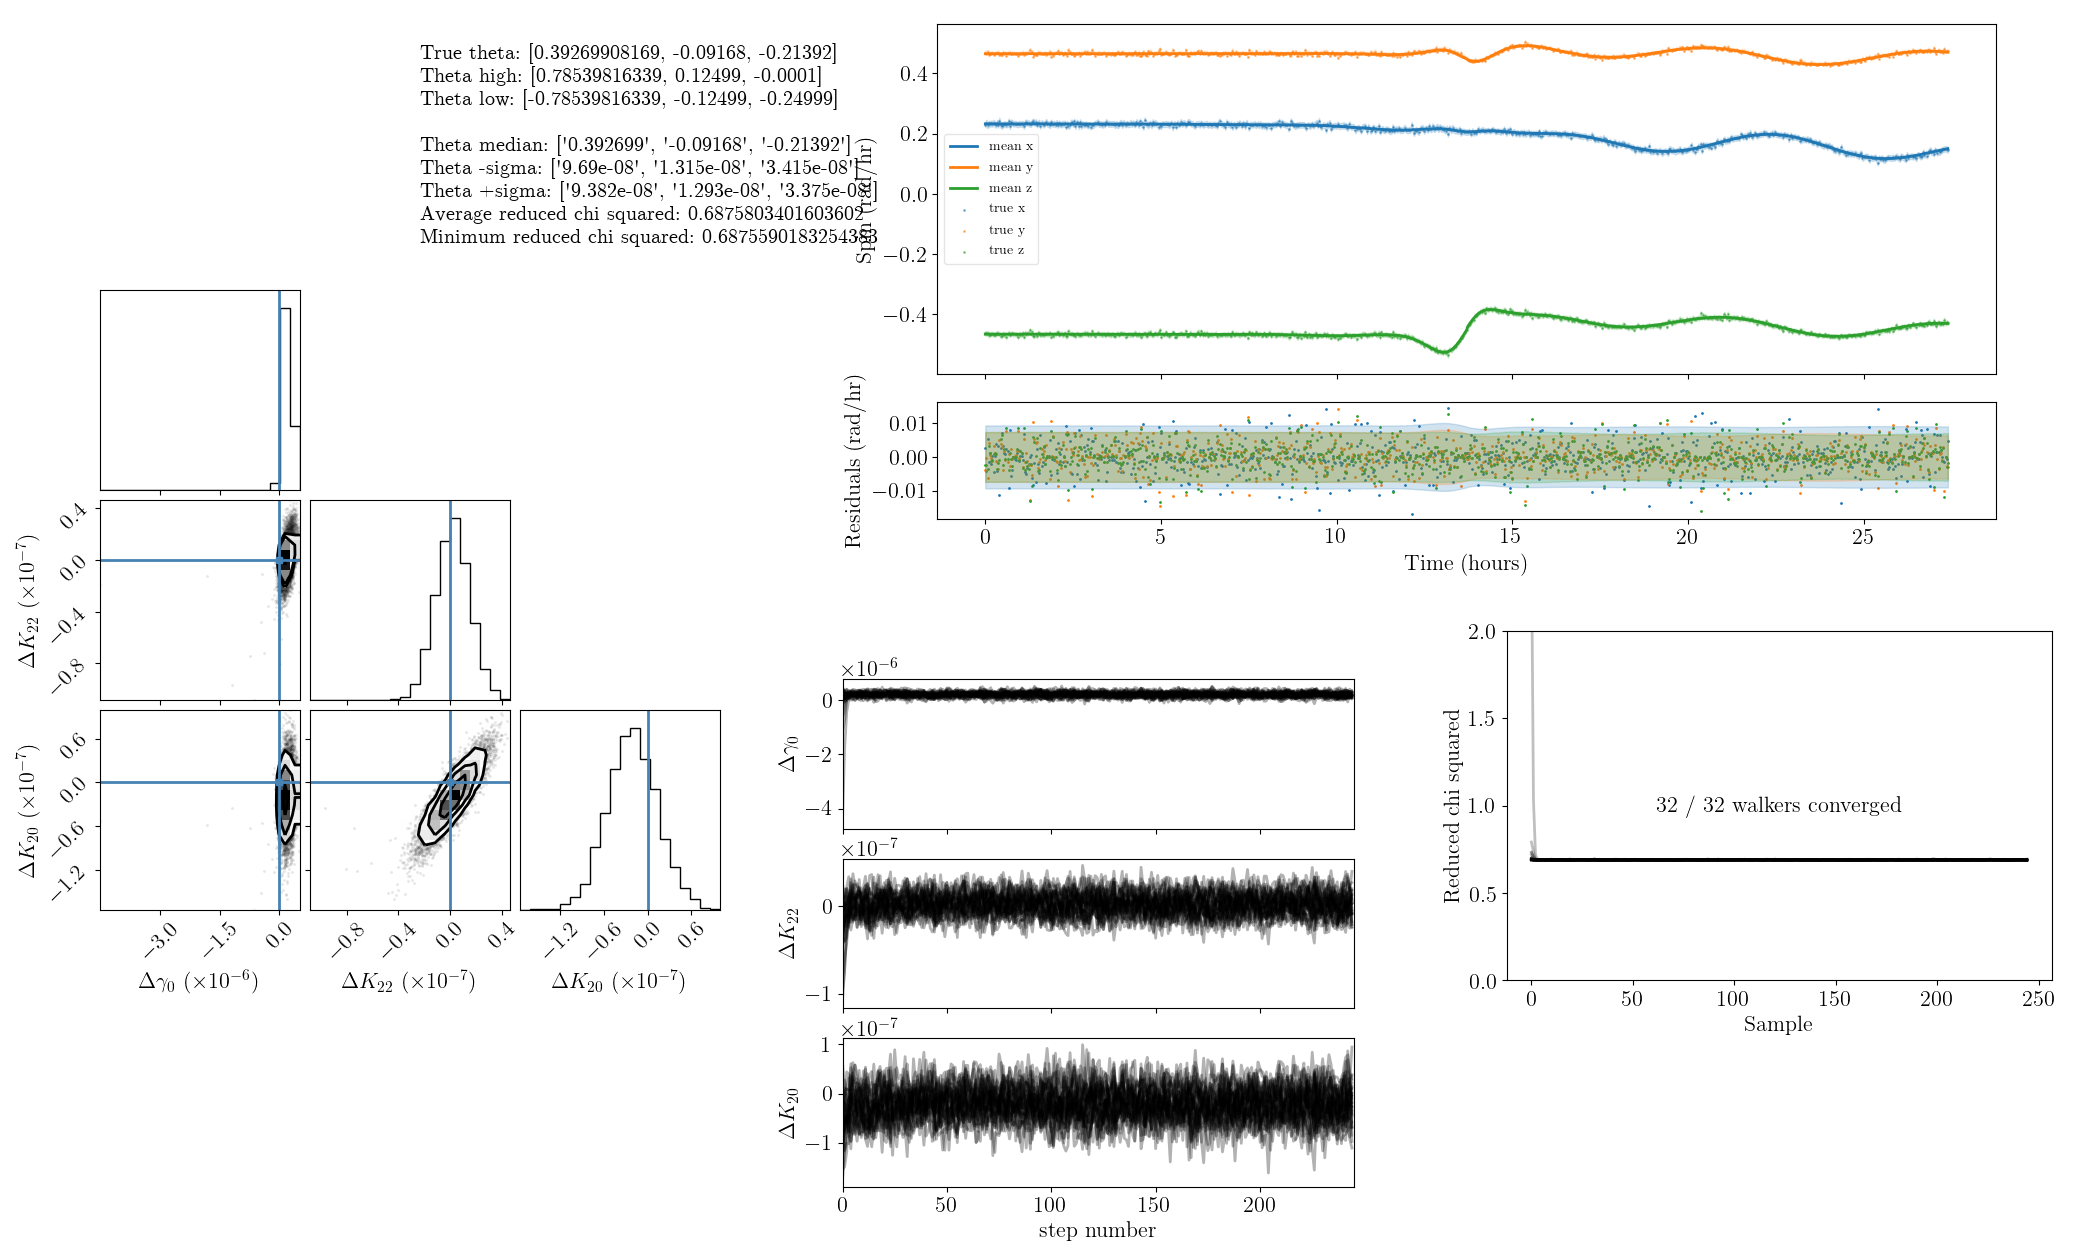 True theta: [0.39269908169, -0.09168, -0.21392]
Theta high: [0.78539816339, 0.12499, -0.0001]
Theta low: [-0.78539816339, -0.12499, -0.24999]
Theta median: ['0.392699', '-0.09168', '-0.21392']
Theta -sigma: ['9.69e-08', '1.315e-08', '3.415e-08']
Theta +sigma: ['9.382e-08', '1.293e-08', '3.375e-08']
Average reduced chi squared: 0.6875803401603602
Minimum reduced chi squared: 0.6875590183254383
Spin (rad/hr)
0.4
0.2
0.0
−0.2
−0.4
mean x
mean y
mean z
true x
true y
true z
Residuals (rad/hr)
0.01
0.00
−0.01
0 5 10 15 20 25
Time (hours)
ΔK₂₂ (×10⁻⁷)
0.4
0.0
−0.4
−0.8
ΔK₂₀ (×10⁻⁷)
0.6
0.0
−0.6
−1.2
−3.0 −1.5 0.0
Δγ₀ (×10⁻⁶)
−0.8 −0.4 0.0 0.4
ΔK₂₂ (×10⁻⁷)
−1.2 −0.6 0.0 0.6
ΔK₂₀ (×10⁻⁷)
×10⁻⁶
Δγ₀
0
−2
−4
×10⁻⁷
ΔK₂₂
0
−1
×10⁻⁷
ΔK₂₀
1
0
−1
0 50 100 150 200
step number
Reduced chi squared
2.0
1.5
1.0
0.5
0.0
32 / 32 walkers converged
0 50 100 150 200 250
Sample